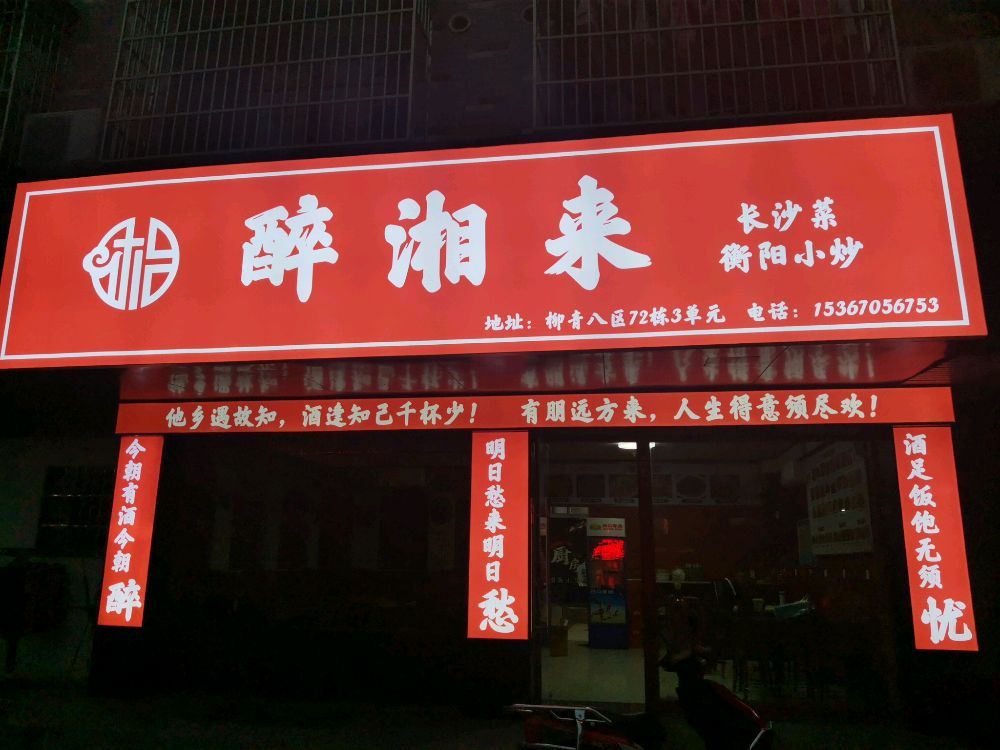 醉湘来
长沙菜
衡阳小炒
地址：柳青八区72栋3单元 电话：15367056753
他乡遇故知，酒逢知己千杯少！ 有朋远方来，人生得意须尽欢！
今朝有酒今朝醉
明日愁来明日愁
酒足饭饱无须忧
厨房